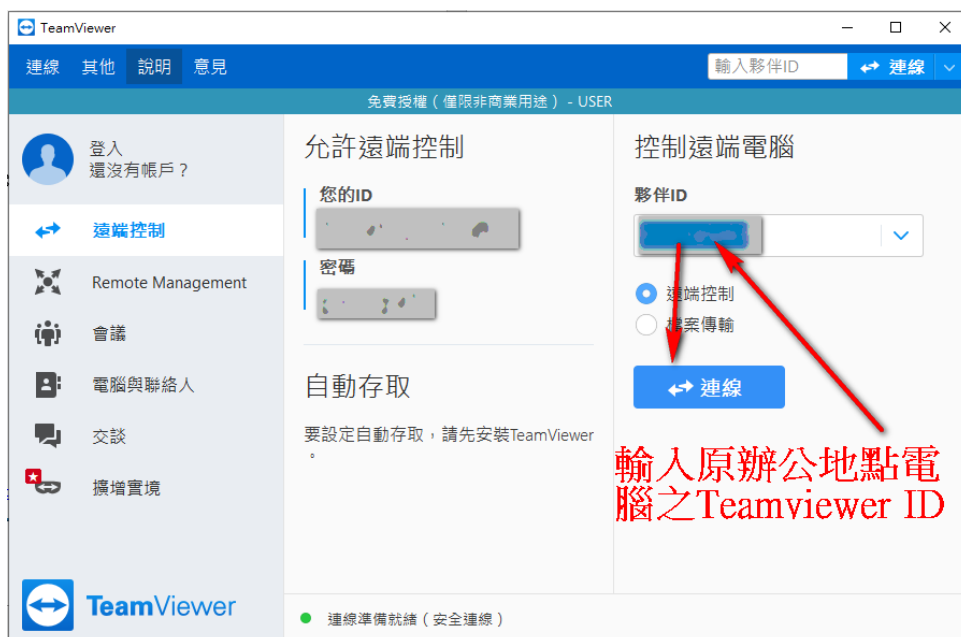 TeamViewer
連線 其他 說明 意見
輸入夥伴ID
連線
免費授權（僅限非商業用途） - USER
登入
還沒有帳戶？
遠端控制
Remote Management
會議
電腦與聯絡人
交談
擴增實境
TeamViewer
允許遠端控制
您的ID
密碼
自動存取
要設定自動存取，請先安裝TeamViewer
。
控制遠端電腦
夥伴ID
遠端控制
檔案傳輸
連線
輸入原辦公地點電
腦之Teamviewer ID
連線準備就緒（安全連線）